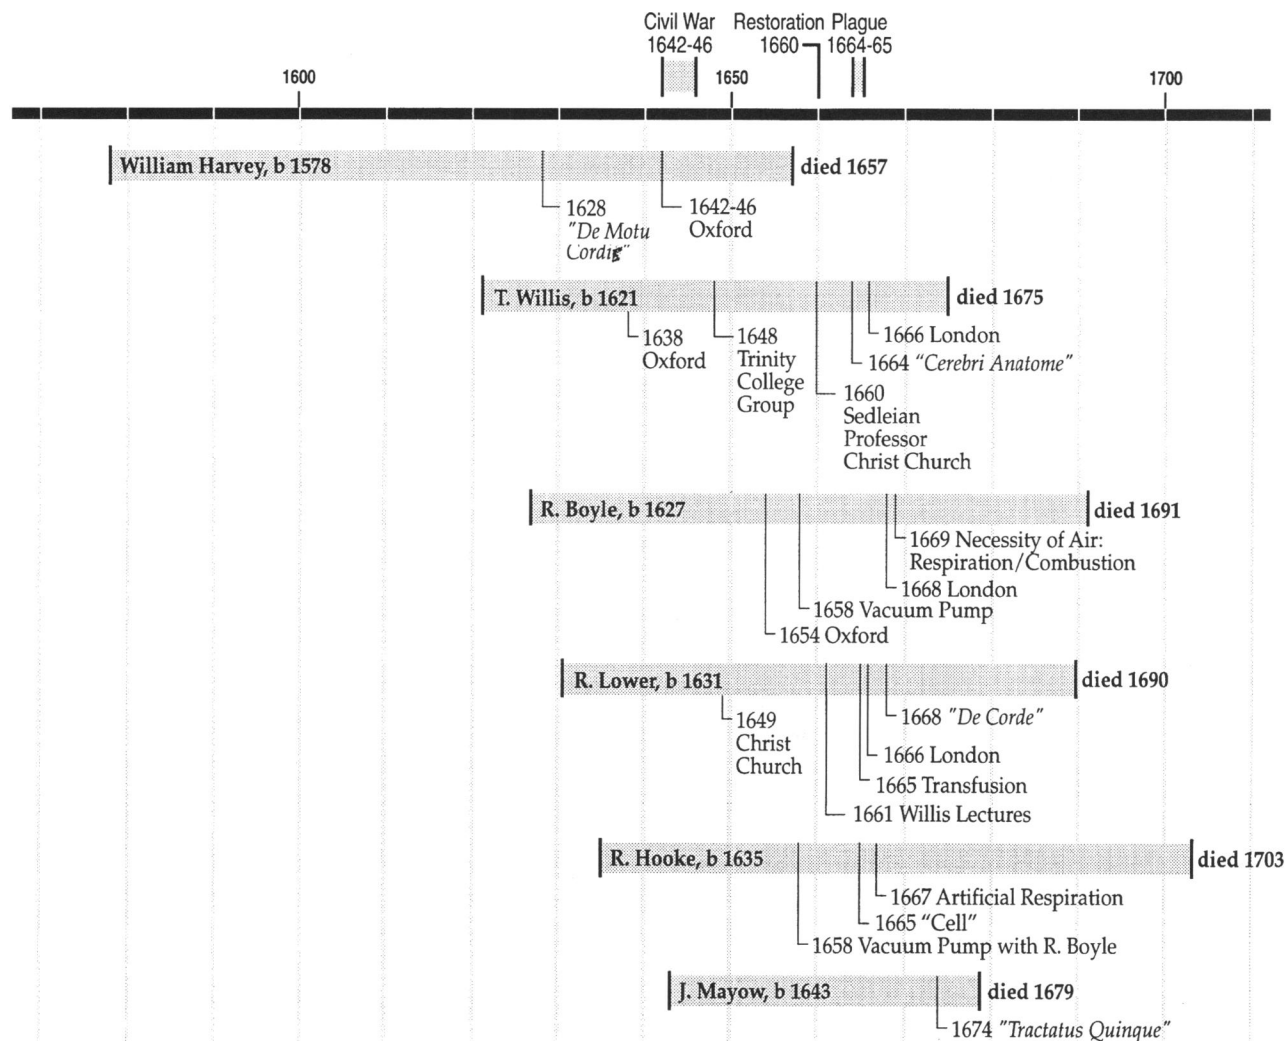 Civil War
1642-46
Restoration
1660
Plague
1664-65
1600
1650
1700
William Harvey, b 1578
died 1657
1628
"De Motu
Cordis"
1642-46
Oxford
T. Willis, b 1621
died 1675
1638
Oxford
1648
Trinity
College
Group
1666 London
1664 "Cerebri Anatome"
1660
Sedleian
Professor
Christ Church
R. Boyle, b 1627
died 1691
1669 Necessity of Air:
Respiration/Combustion
1668 London
1658 Vacuum Pump
1654 Oxford
R. Lower, b 1631
died 1690
1649
Christ
Church
1668 "De Corde"
1666 London
1665 Transfusion
1661 Willis Lectures
R. Hooke, b 1635
died 1703
1667 Artificial Respiration
1665 "Cell"
1658 Vacuum Pump with R. Boyle
J. Mayow, b 1643
died 1679
1674 "Tractatus Quinque"